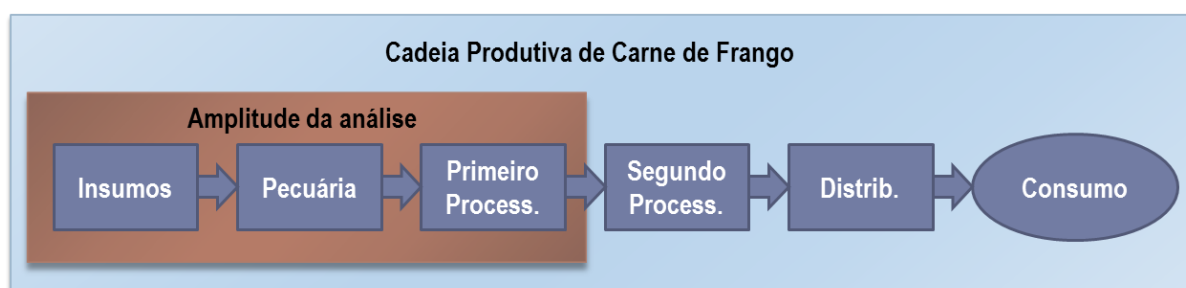 Cadeia Produtiva de Carne de Frango
Amplitude da análise
Insumos
Pecuária
Primeiro
Process.
Segundo
Process.
Distrib.
Consumo